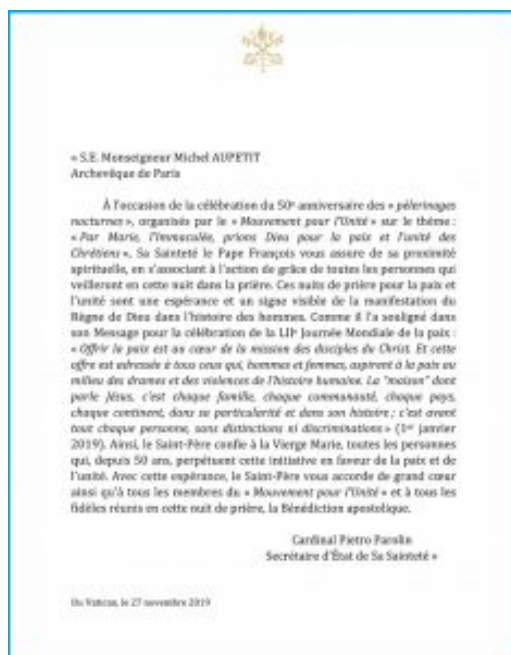 « S.E. Monseigneur Michel AUPETIT
Archevêque de Paris
À l'occasion de la célébration du 50e anniversaire des « pèlerinages
nocturnes », organisés par le « Mouvement pour l'Unité » sur le thème :
« Par Marie, l'Immaculée, prions Dieu pour la paix et l'unité des
Chrétiens ». Sa Sainteté le Pape François vous assure de sa proximité
spirituelle, en s'associant à l'action de grâce de toutes les personnes qui
veilleront en cette nuit dans la prière. Ces nuits de prière pour la paix et
l'unité sont une espérance et un signe visible de la manifestation du
Règne de Dieu dans l'histoire des hommes. Comme il l'a souligné dans
son Message pour la célébration de la LIIe Journée Mondiale de la paix :
« Offrir la paix est au cœur de la mission des disciples du Christ. Et cette
offre est adressée à tous ceux qui, hommes et femmes, aspirent à la paix au
milieu des drames et des violences de l'histoire humaine. La "maison" dont
parle Jésus, c'est chaque famille, chaque communauté, chaque pays,
chaque continent, dans sa particularité et dans son histoire ; c'est avant
tout chaque personne, sans distinctions ni discriminations » (1er janvier
2019). Ainsi, le Saint-Père confie à la Vierge Marie, toutes les personnes
qui, depuis 50 ans, perpétuent cette initiative en faveur de la paix et de
l'unité. Avec cette espérance, le Saint-Père vous accorde de grand cœur
ainsi qu'à tous les membres du « Mouvement pour l'Unité » et à tous les
fidèles réunis en cette nuit de prière, la Bénédiction apostolique.
Cardinal Pietro Parolin
Secrétaire d'État de Sa Sainteté »
Du Vatican, le 27 novembre 2019